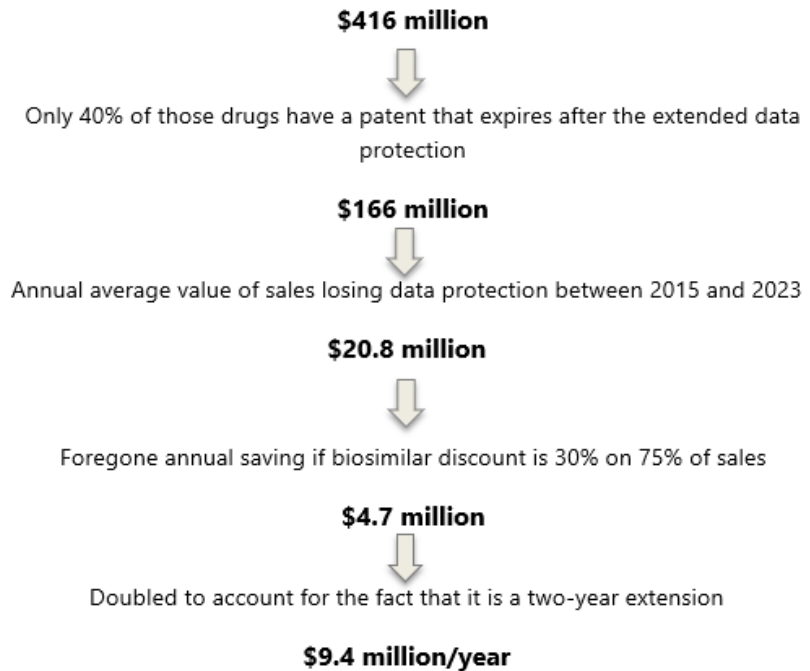 $416 million
Only 40% of those drugs have a patent that expires after the extended data
protection
$166 million
Annual average value of sales losing data protection between 2015 and 2023
$20.8 million
Foregone annual saving if biosimilar discount is 30% on 75% of sales
$4.7 million
Doubled to account for the fact that it is a two-year extension
$9.4 million/year